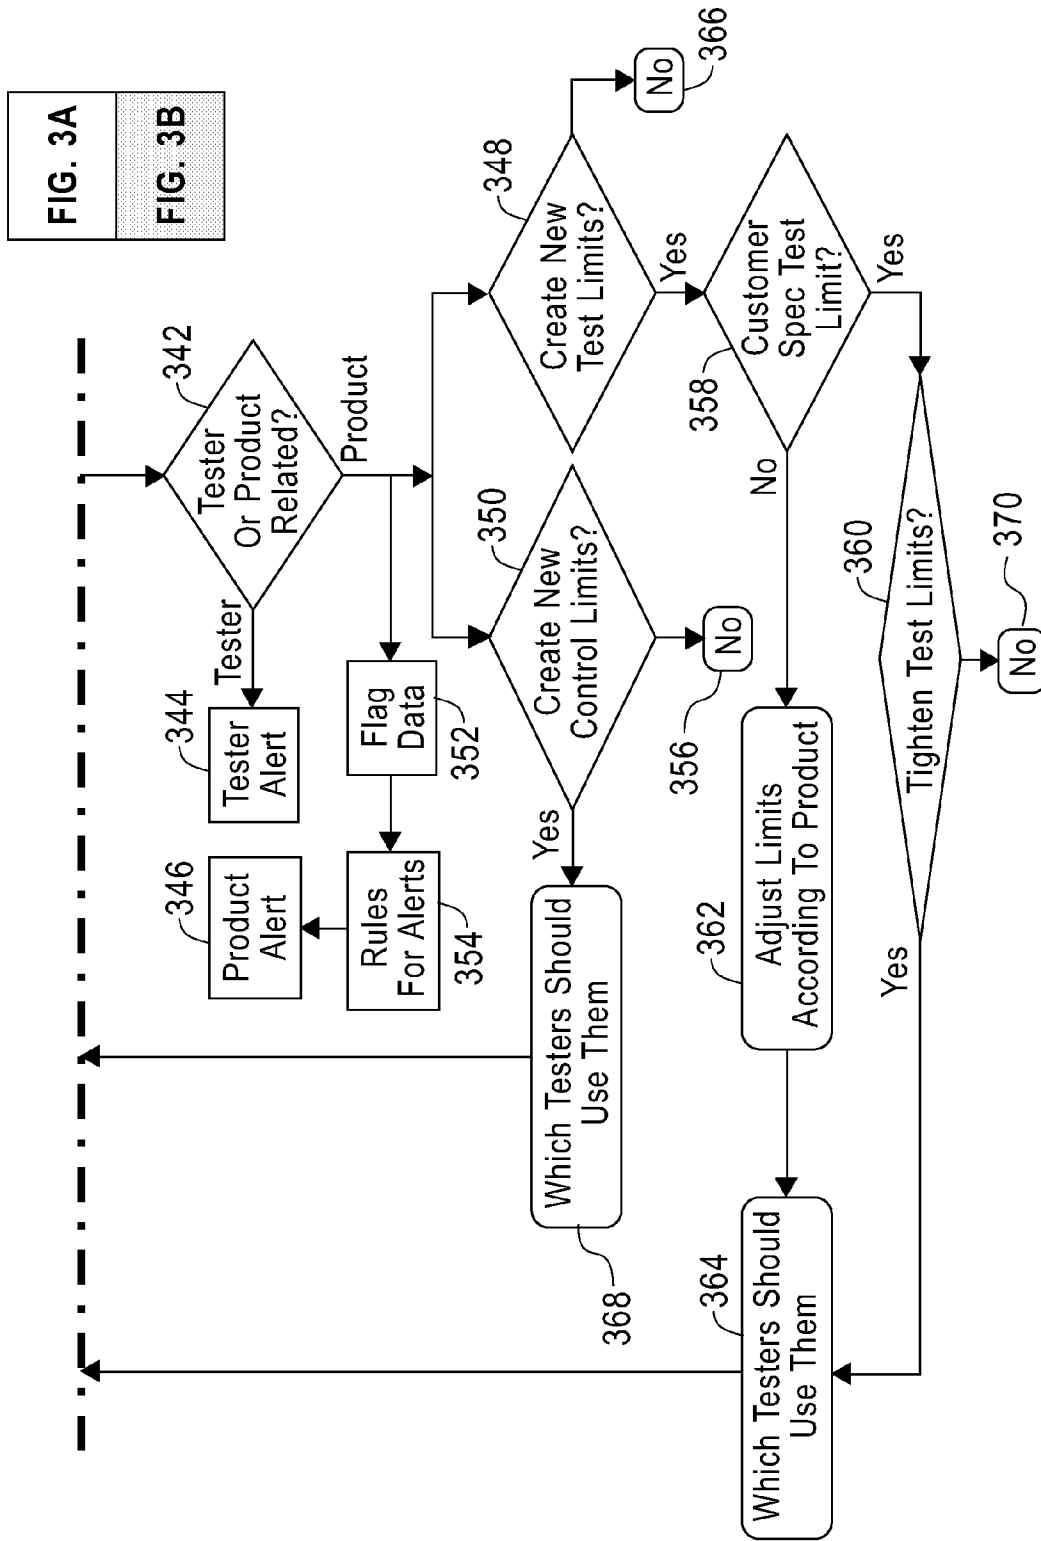 FIG. 3A
FIG. 3B
342
Tester
Or Product
Related?
Tester
Product
344
Tester
Alert
346
Product
Alert
Flag
Data
352
Rules
For Alerts
354
350
Create New
Control Limits?
348
Create New
Test Limits?
No
366
Yes
No
356
Yes
Which Testers Should
Use Them
368
358
Customer
Spec Test
Limit?
No
Yes
362
Adjust Limits
According To Product
364
Which Testers Should
Use Them
360
Tighten Test Limits?
Yes
No
370